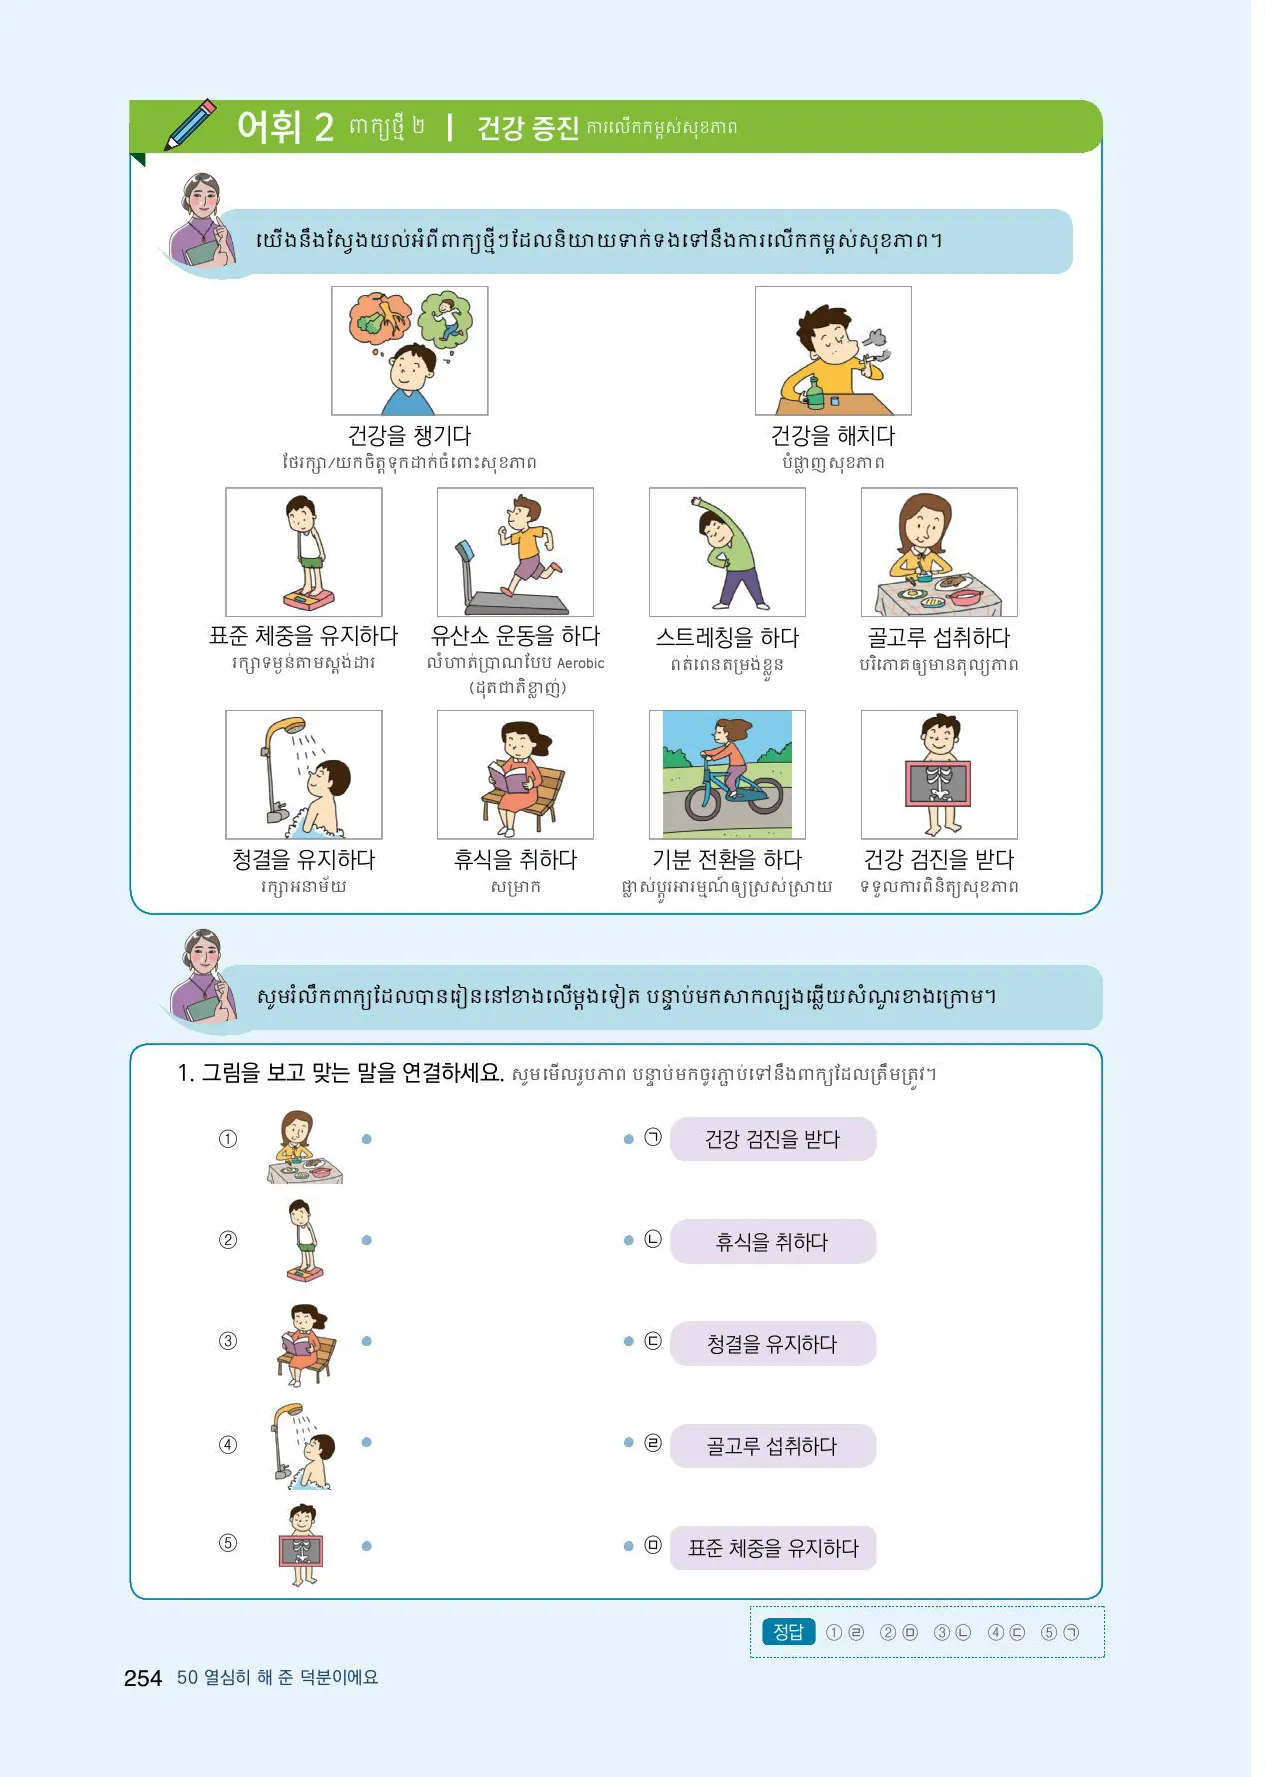 어휘 2 ពាក្យថ្មី ២ | 건강 증진 ការលើកកម្ពស់សុខភាព
យើងនឹងស្វែងយល់អំពីពាក្យថ្មីៗដែលនិយាយទាក់ទងទៅនឹងការលើកកម្ពស់សុខភាព។
건강을 챙기다 건강을 해치다
ថែរក្សា/យកចិត្តទុកដាក់ចំពោះសុខភាព បំផ្លាញសុខភាព
표준 체중을 유지하다 유산소 운동을 하다 스트레칭을 하다 골고루 섭취하다
រក្សាទម្ងន់តាមស្តង់ដារ លំហាត់ប្រាណបែប Aerobic ពត់ពេនតម្រង់ខ្លួន បរិភោគឲ្យមានតុល្យភាព
(ដុតជាតិខ្លាញ់)
청결을 유지하다 휴식을 취하다 기분 전환을 하다 건강 검진을 받다
រក្សាអនាម័យ សម្រាក ផ្លាស់ប្តូរអារម្មណ៍ឲ្យស្រស់ស្រាយ ទទួលការពិនិត្យសុខភាព
សូមរំលឹកពាក្យដែលបានរៀននៅខាងលើម្តងទៀត បន្ទាប់មកសាកល្បងឆ្លើយសំណួរខាងក្រោម។
1. 그림을 보고 맞는 말을 연결하세요. សូមមើលរូបភាព បន្ទាប់មកចូរភ្ជាប់ទៅនឹងពាក្យដែលត្រឹមត្រូវ។
① ㉠ 건강 검진을 받다
② ㉡ 휴식을 취하다
③ ㉢ 청결을 유지하다
④ ㉣ 골고루 섭취하다
⑤ ㉤ 표준 체중을 유지하다
정답 ① ㉣ ② ㉤ ③ ㉡ ④ ㉢ ⑤ ㉠
254 50 열심히 해 준 덕분이에요